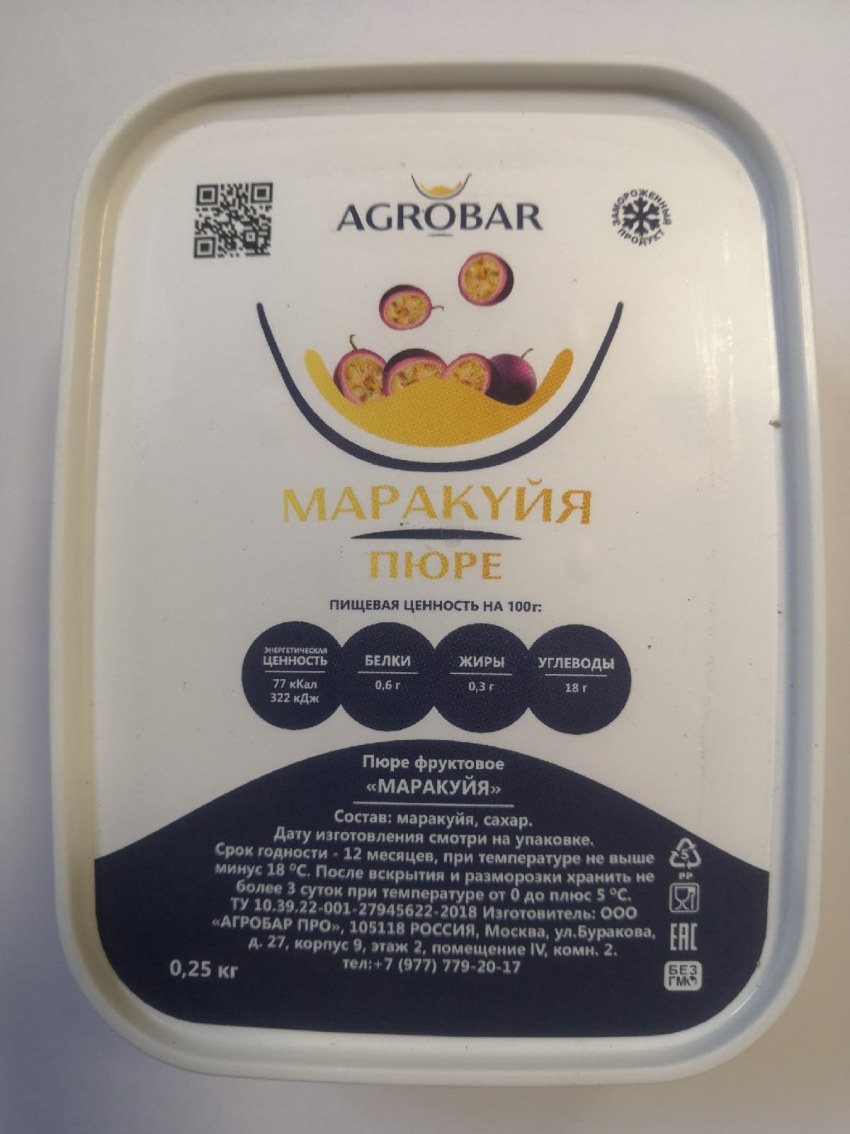 AGROBAR
ЗАМОРОЖЕННЫЙ
ПРОДУКТ
МАРАКУЙЯ
ПЮРЕ
ПИЩЕВАЯ ЦЕННОСТЬ НА 100г:
ЭНЕРГЕТИЧЕСКАЯ
ЦЕННОСТЬ
77 кКал
322 кДж
БЕЛКИ
0,6 г
ЖИРЫ
0,3 г
УГЛЕВОДЫ
18 г
Пюре фруктовое
«МАРАКУЙЯ»
Состав: маракуйя, сахар.
Дату изготовления смотри на упаковке.
Срок годности - 12 месяцев, при температуре не выше
минус 18 ºС. После вскрытия и разморозки хранить не
более 3 суток при температуре от 0 до плюс 5 ºС.
ТУ 10.39.22-001-27945622-2018 Изготовитель: ООО
«АГРОБАР ПРО», 105118 РОССИЯ, Москва, ул.Буракова,
д. 27, корпус 9, этаж 2, помещение IV, комн. 2.
тел:+7 (977) 779-20-17
0,25 кг
5
PP
ЕАС
БЕЗ
ГМО